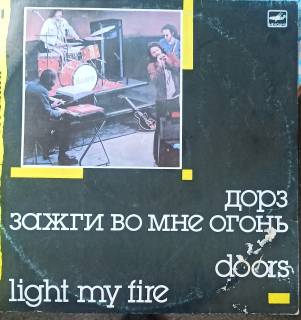 дорз
зажги во мне огонь
doors
light my fire